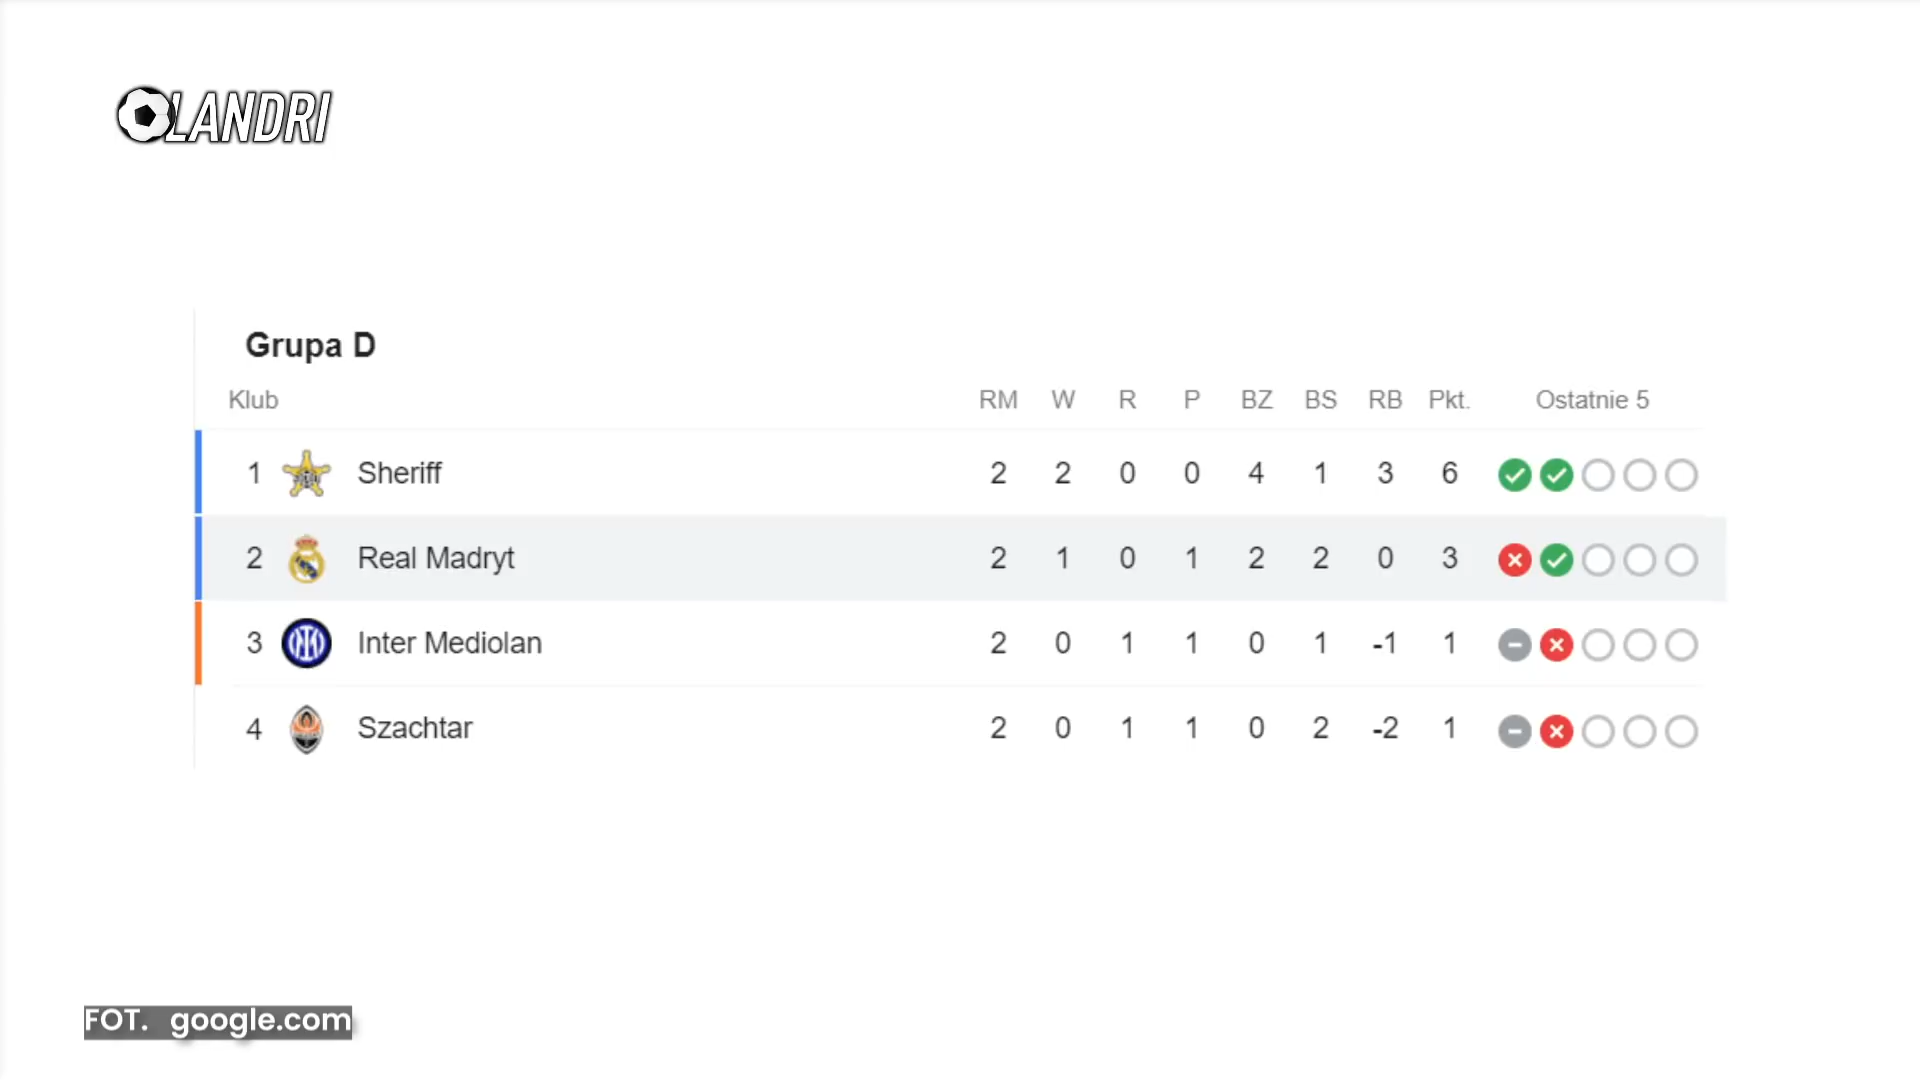 LANDRI
Grupa D
Klub RM W R P BZ BS RB Pkt. Ostatnie 5
1 Sheriff 2 2 0 0 4 1 3 6
2 Real Madryt 2 1 0 1 2 2 0 3
3 Inter Mediolan 2 0 1 1 0 1 -1 1
4 Szachtar 2 0 1 1 0 2 -2 1
FOT. google.com